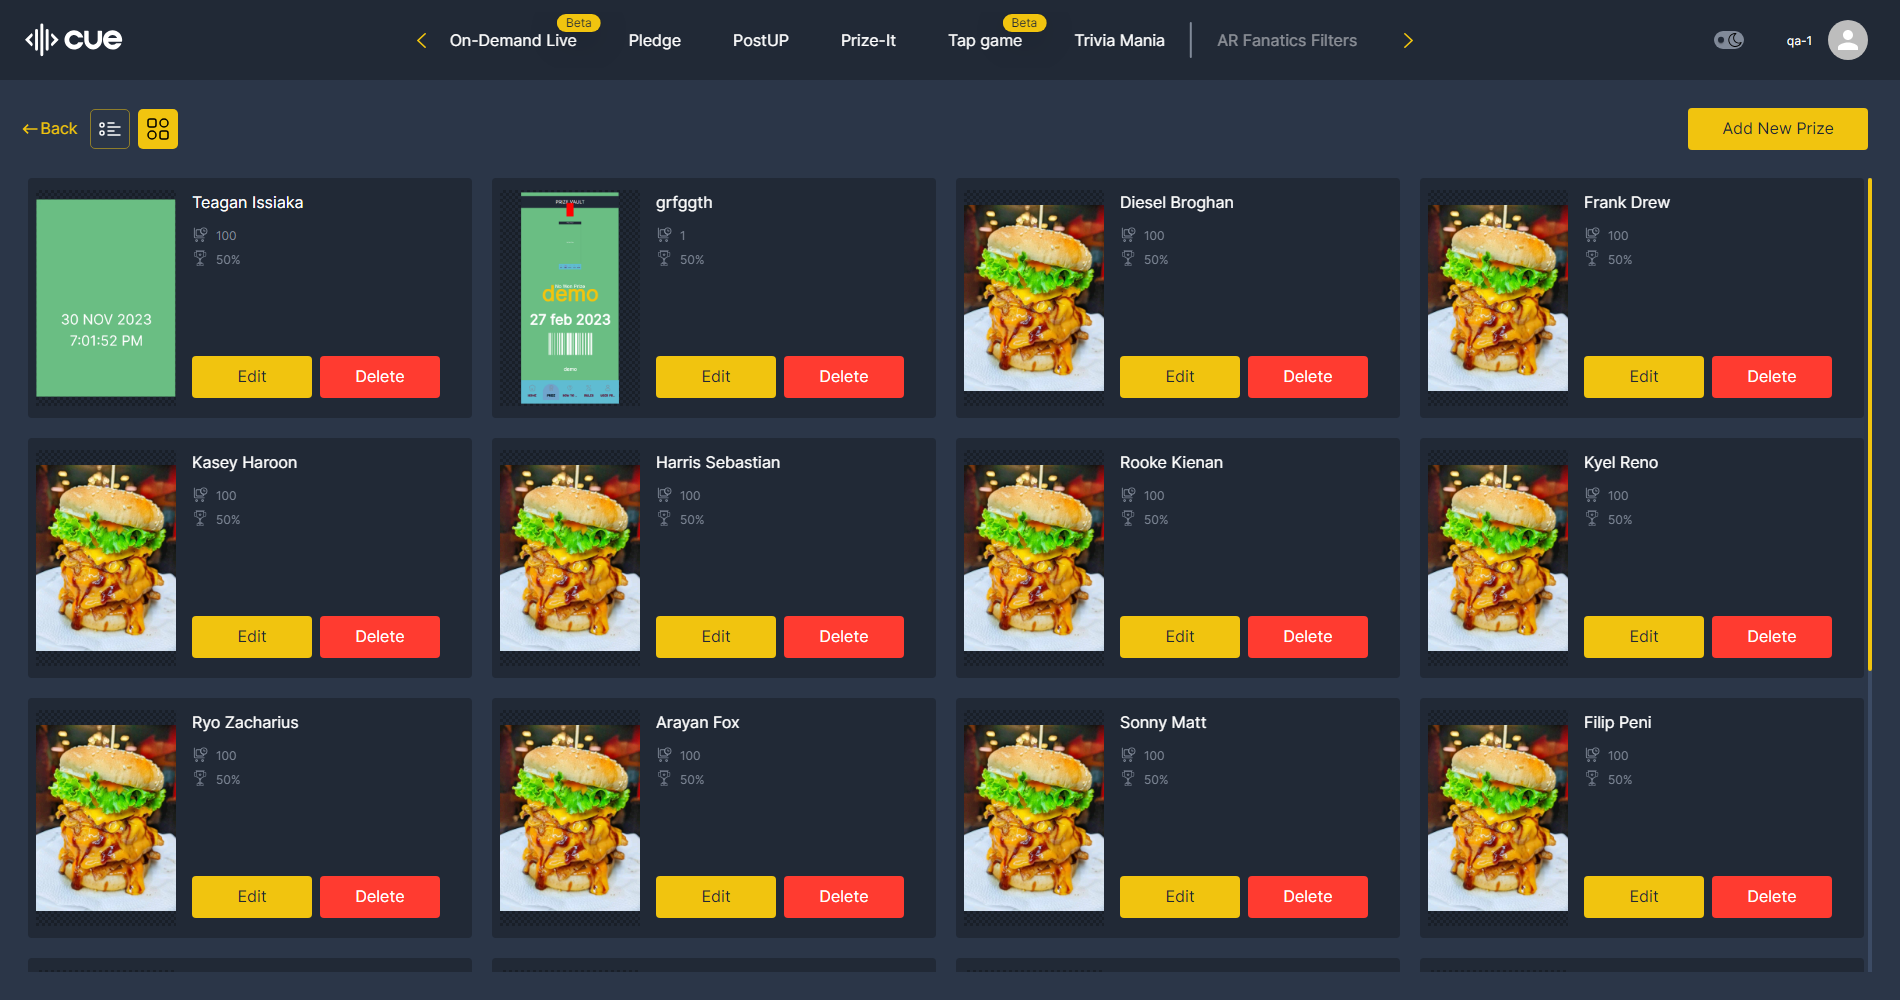 cue
On-Demand Live
Beta
Pledge
PostUP
Prize-It
Tap game
Beta
Trivia Mania
AR Fanatics Filters
qa-1
Back
Add New Prize
Teagan Issiaka
100
50%
30 NOV 2023
7:01:52 PM
Edit
Delete
grfggth
1
50%
PRIZE VAULT
demo
27 feb 2023
demo
Edit
Delete
Diesel Broghan
100
50%
Edit
Delete
Frank Drew
100
50%
Edit
Delete
Kasey Haroon
100
50%
Edit
Delete
Harris Sebastian
100
50%
Edit
Delete
Rooke Kienan
100
50%
Edit
Delete
Kyel Reno
100
50%
Edit
Delete
Ryo Zacharius
100
50%
Edit
Delete
Arayan Fox
100
50%
Edit
Delete
Sonny Matt
100
50%
Edit
Delete
Filip Peni
100
50%
Edit
Delete